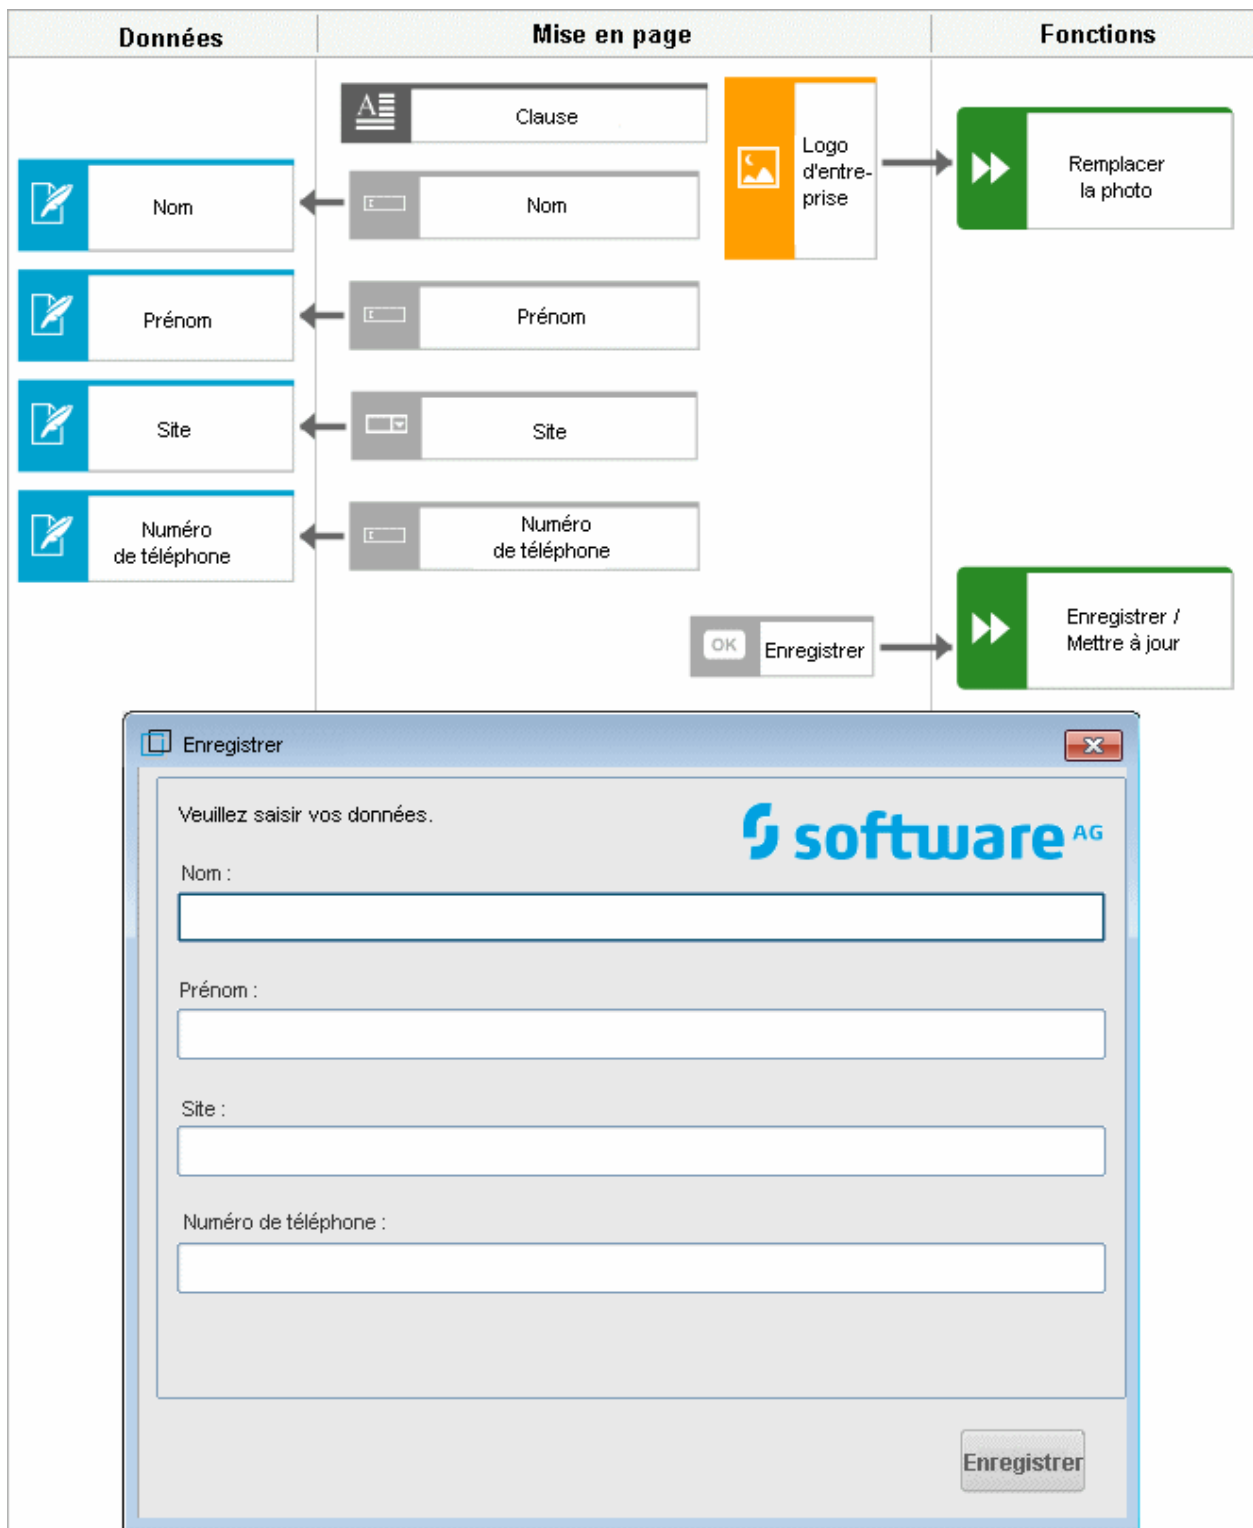 Données
Mise en page
Fonctions
A
Clause
Logo
d'entre-
prise
Remplacer
la photo
Nom
Nom
Prénom
Prénom
Site
Site
Numéro
de téléphone
Numéro
de téléphone
OK
Enregistrer
Enregistrer /
Mettre à jour
Enregistrer
Veuillez saisir vos données.
software AG
Nom :
Prénom :
Site :
Numéro de téléphone :
Enregistrer